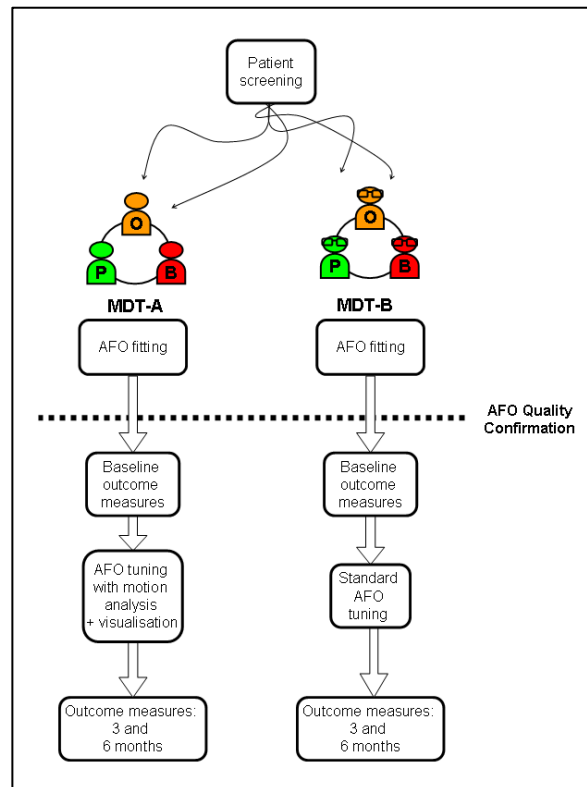 Patient
screening
O
P
B
MDT-A
O
P
B
MDT-B
AFO fitting
AFO fitting
AFO Quality
Confirmation
Baseline
outcome
measures
Baseline
outcome
measures
AFO tuning
with motion
analysis
+ visualisation
Standard
AFO
tuning
Outcome measures:
3 and
6 months
Outcome measures:
3 and
6 months